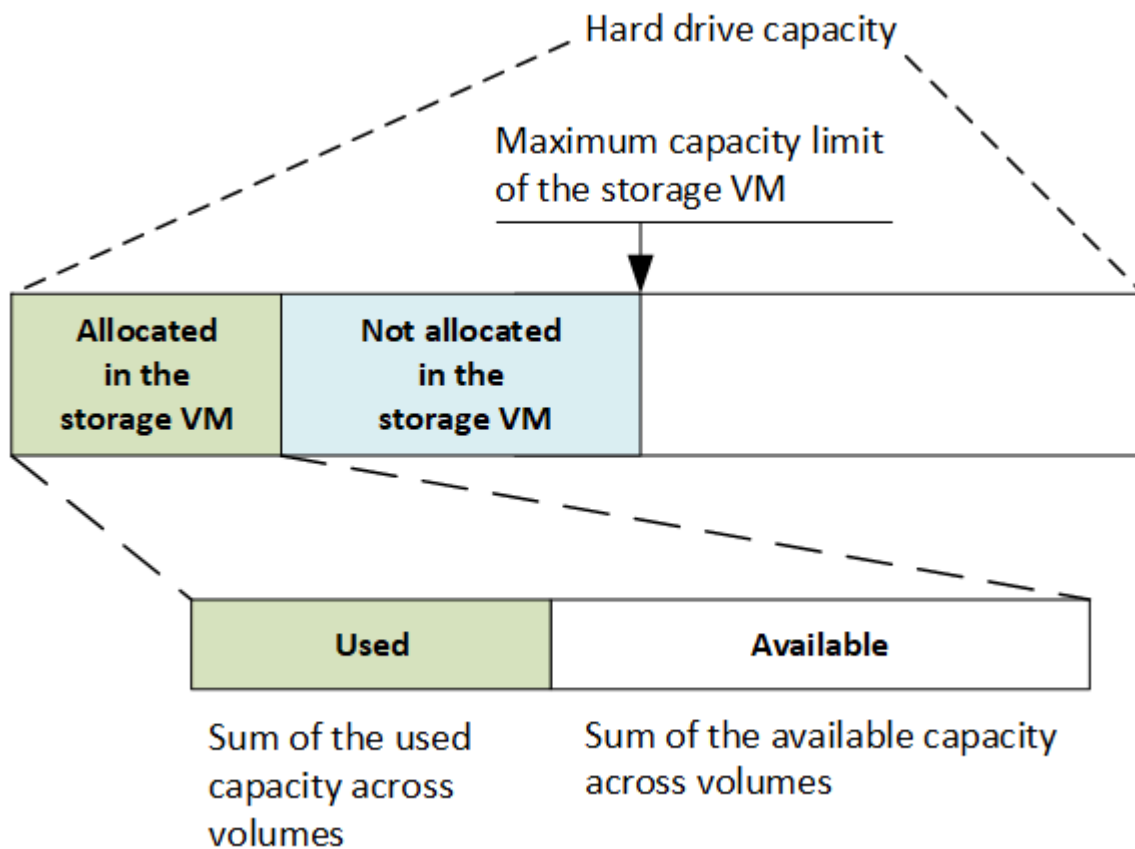 Hard drive capacity
Maximum capacity limit
of the storage VM
Allocated
in the
storage VM
Not allocated
in the
storage VM
Used
Available
Sum of the used
capacity across
volumes
Sum of the available capacity
across volumes